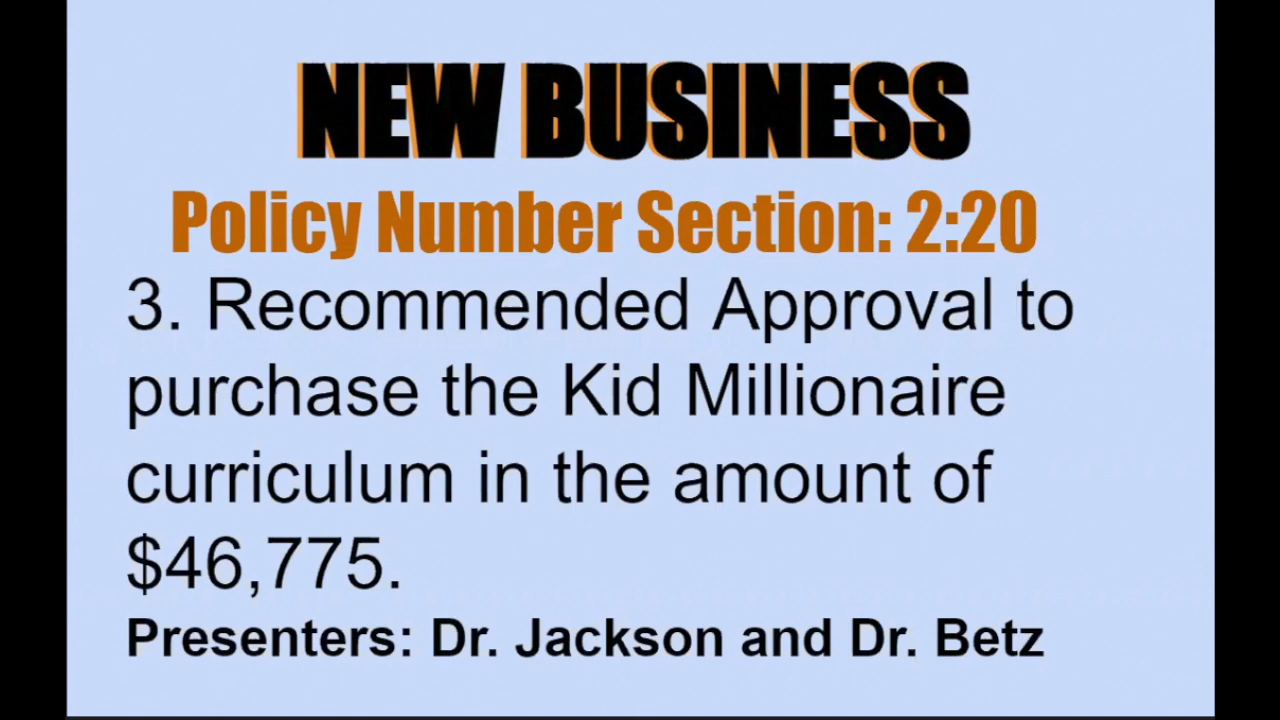 NEW BUSINESS
Policy Number Section: 2:20
3. Recommended Approval to
purchase the Kid Millionaire
curriculum in the amount of
$46,775.
Presenters: Dr. Jackson and Dr. Betz